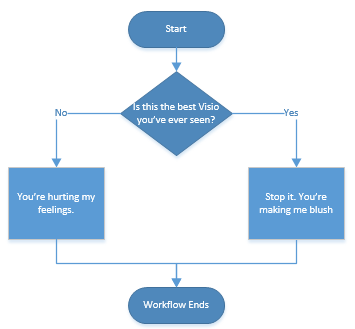 Start
Is this the best Visio
you've ever seen?
No
Yes
You're hurting my
feelings.
Stop it. You're
making me blush
Workflow Ends